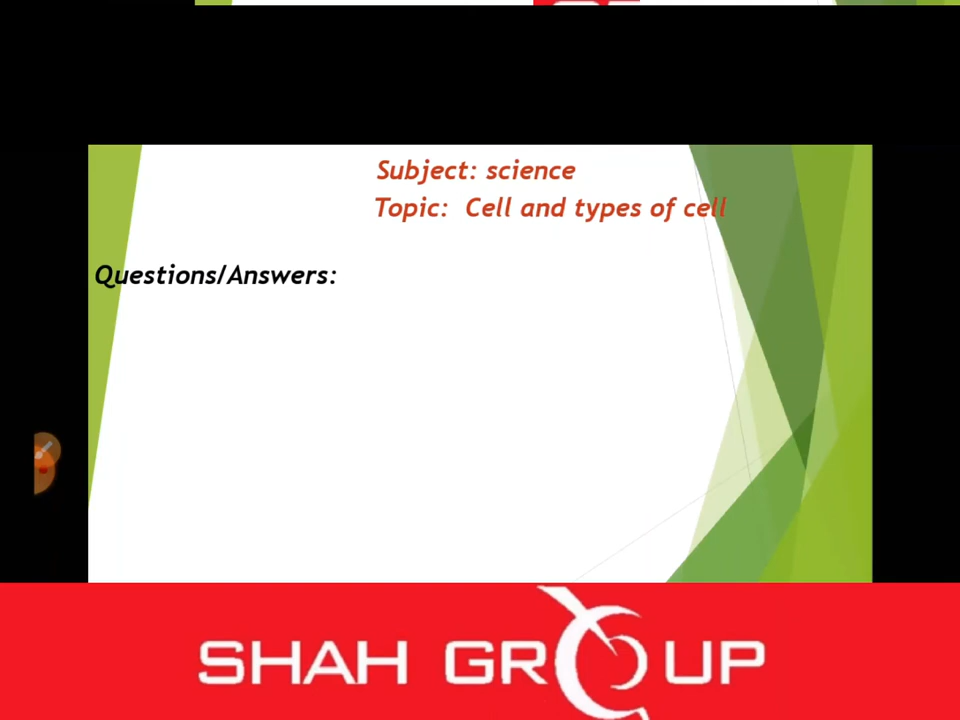 Subject: science
Topic: Cell and types of cell
Questions/Answers:
SHAH GROUP